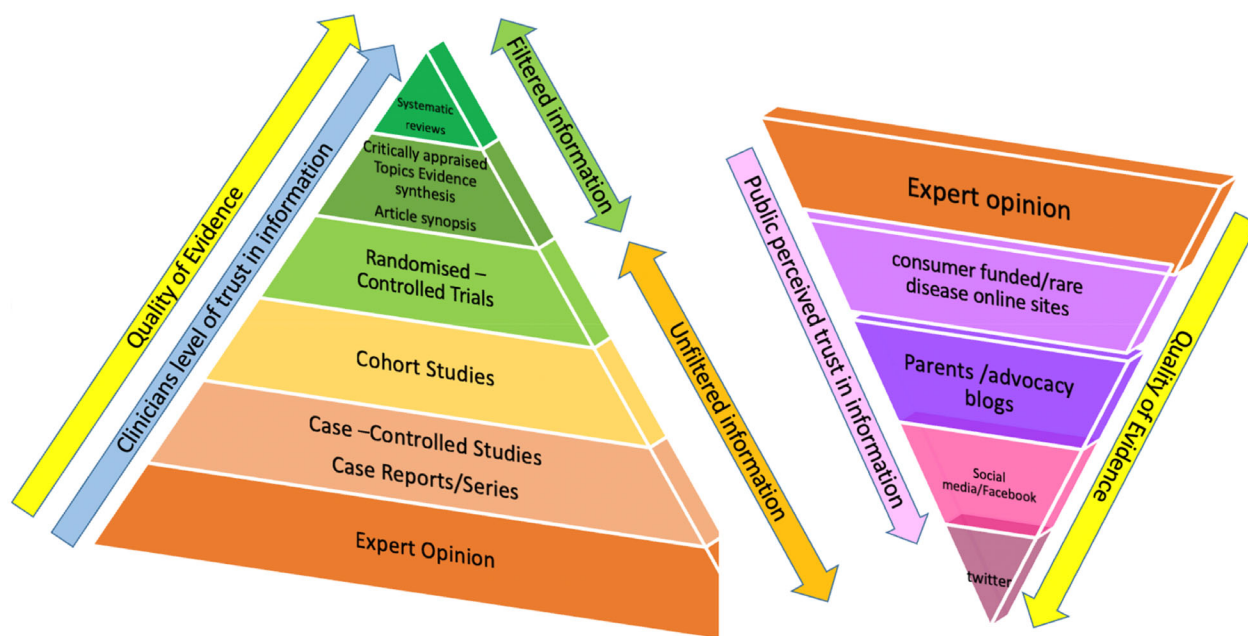 Quality of Evidence
Clinicians level of trust in information
Systematic
reviews
Critically appraised
Topics Evidence
synthesis
Article synopsis
Randomised –
Controlled Trials
Cohort Studies
Case –Controlled Studies
Case Reports/Series
Expert Opinion
Filtered information
Unfiltered information
Public perceived trust in information
Expert opinion
consumer funded/rare
disease online sites
Parents /advocacy
blogs
Social
media/Facebook
twitter
Quality of Evidence